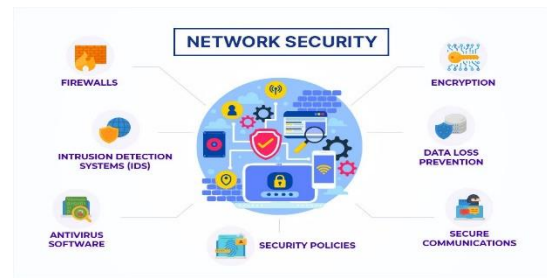 NETWORK SECURITY
FIREWALLS
ENCRYPTION
INTRUSION DETECTION
SYSTEMS (IDS)
DATA LOSS
PREVENTION
ANTIVIRUS
SOFTWARE
SECURITY POLICIES
SECURE
COMMUNICATIONS